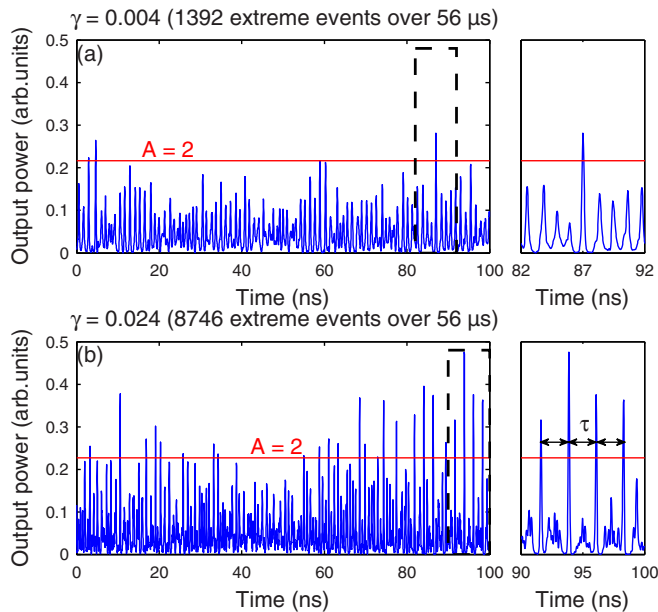 γ = 0.004 (1392 extreme events over 56 μs)
(a)
Output power (arb.units)
0.5
0.4
0.3
0.2
0.1
0
A = 2
0 20 40 60 80 100
Time (ns)
82 87 92
Time (ns)
γ = 0.024 (8746 extreme events over 56 μs)
(b)
Output power (arb.units)
0.5
0.4
0.3
0.2
0.1
0
A = 2
τ
0 20 40 60 80 100
Time (ns)
90 95 100
Time (ns)